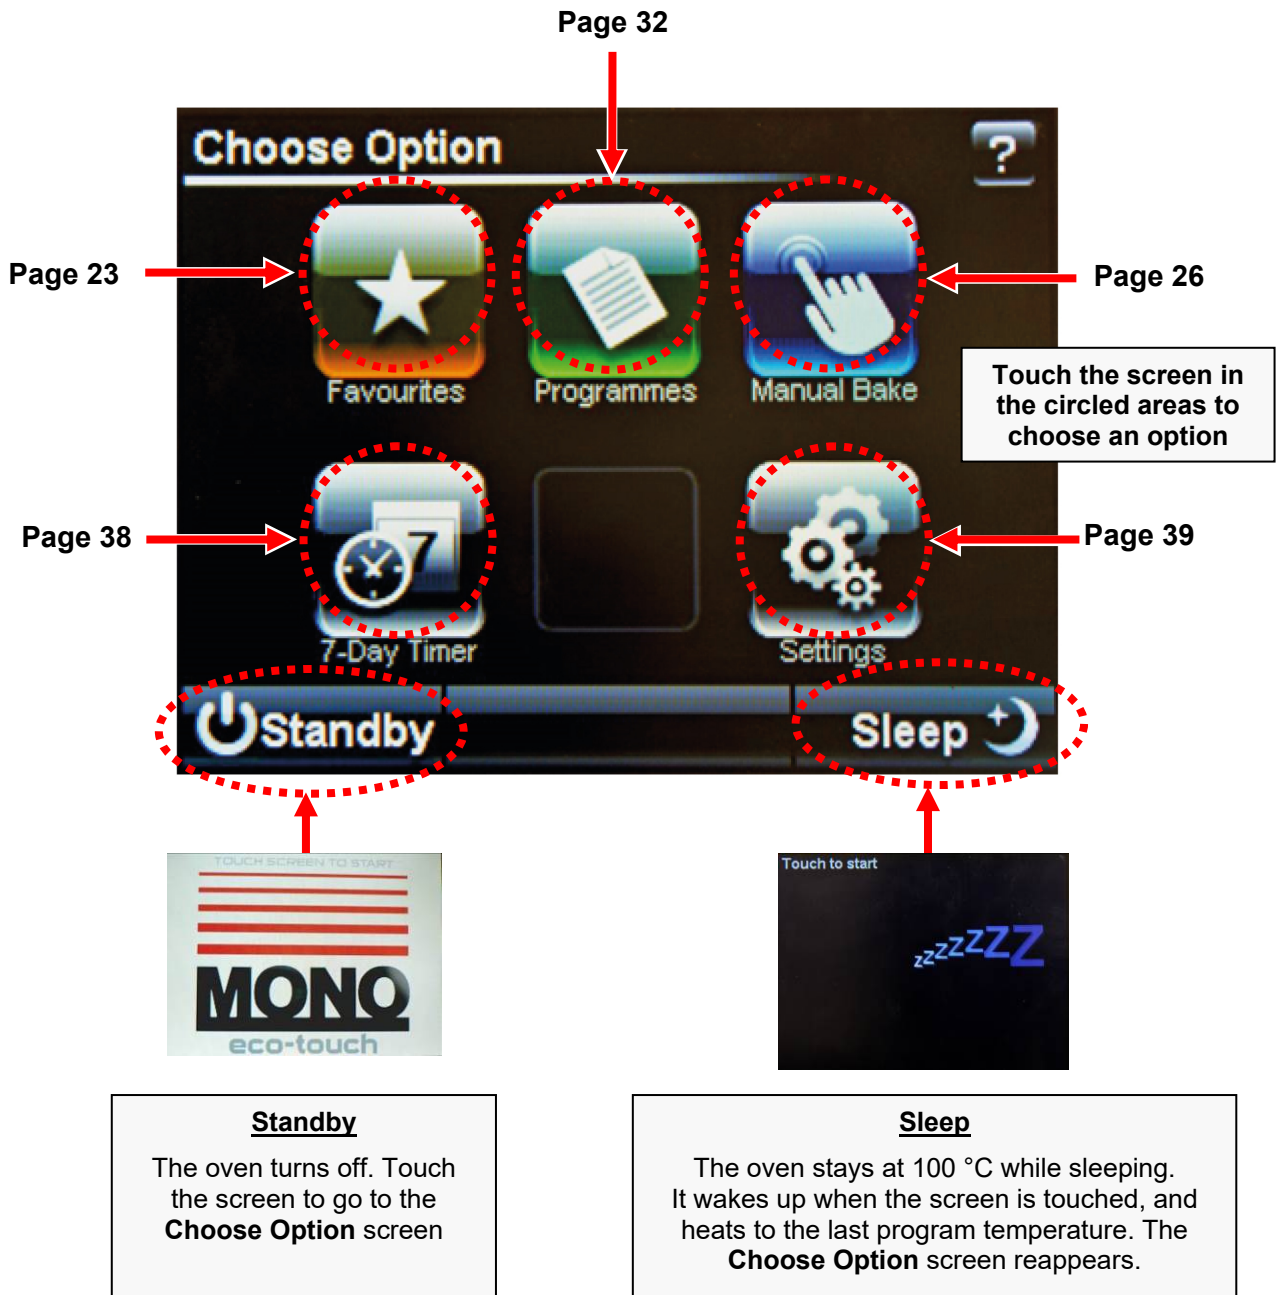 Page 32
Choose Option
?
Page 23
Page 26
Favourites
Programmes
Manual Bake
Touch the screen in
the circled areas to
choose an option
Page 38
7
Page 39
7-Day Timer
Settings
Standby
Sleep
TOUCH SCREEN TO START
MONO
eco-touch
Touch to start
zzzzzZZ
Standby
The oven turns off. Touch
the screen to go to the
Choose Option screen
Sleep
The oven stays at 100 °C while sleeping.
It wakes up when the screen is touched, and
heats to the last program temperature. The
Choose Option screen reappears.